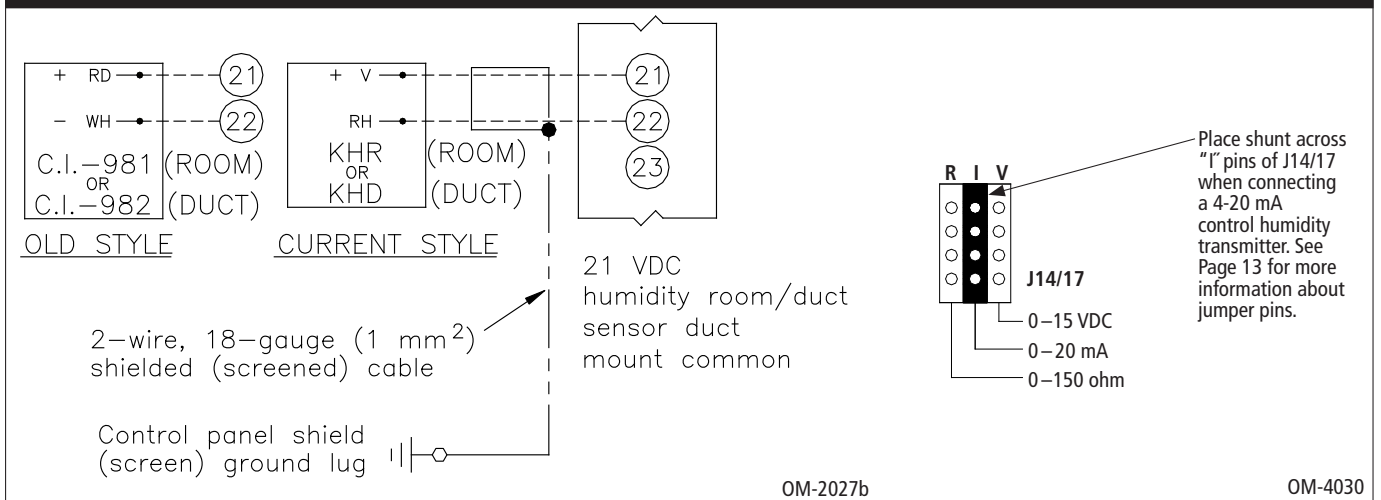 + RD
21
- WH
22
C.I.-981 (ROOM)
OR
C.I.-982 (DUCT)
OLD STYLE
+ V
RH
KHR (ROOM)
OR
KHD (DUCT)
CURRENT STYLE
21
22
23
21 VDC
humidity room/duct
sensor duct
mount common
2-wire, 18-gauge (1 mm²)
shielded (screened) cable
Control panel shield
(screen) ground lug
OM-2027b
R I V
J14/17
0–15 VDC
0–20 mA
0–150 ohm
Place shunt across
"I" pins of J14/17
when connecting
a 4-20 mA
control humidity
transmitter. See
Page 13 for more
information about
jumper pins.
OM-4030